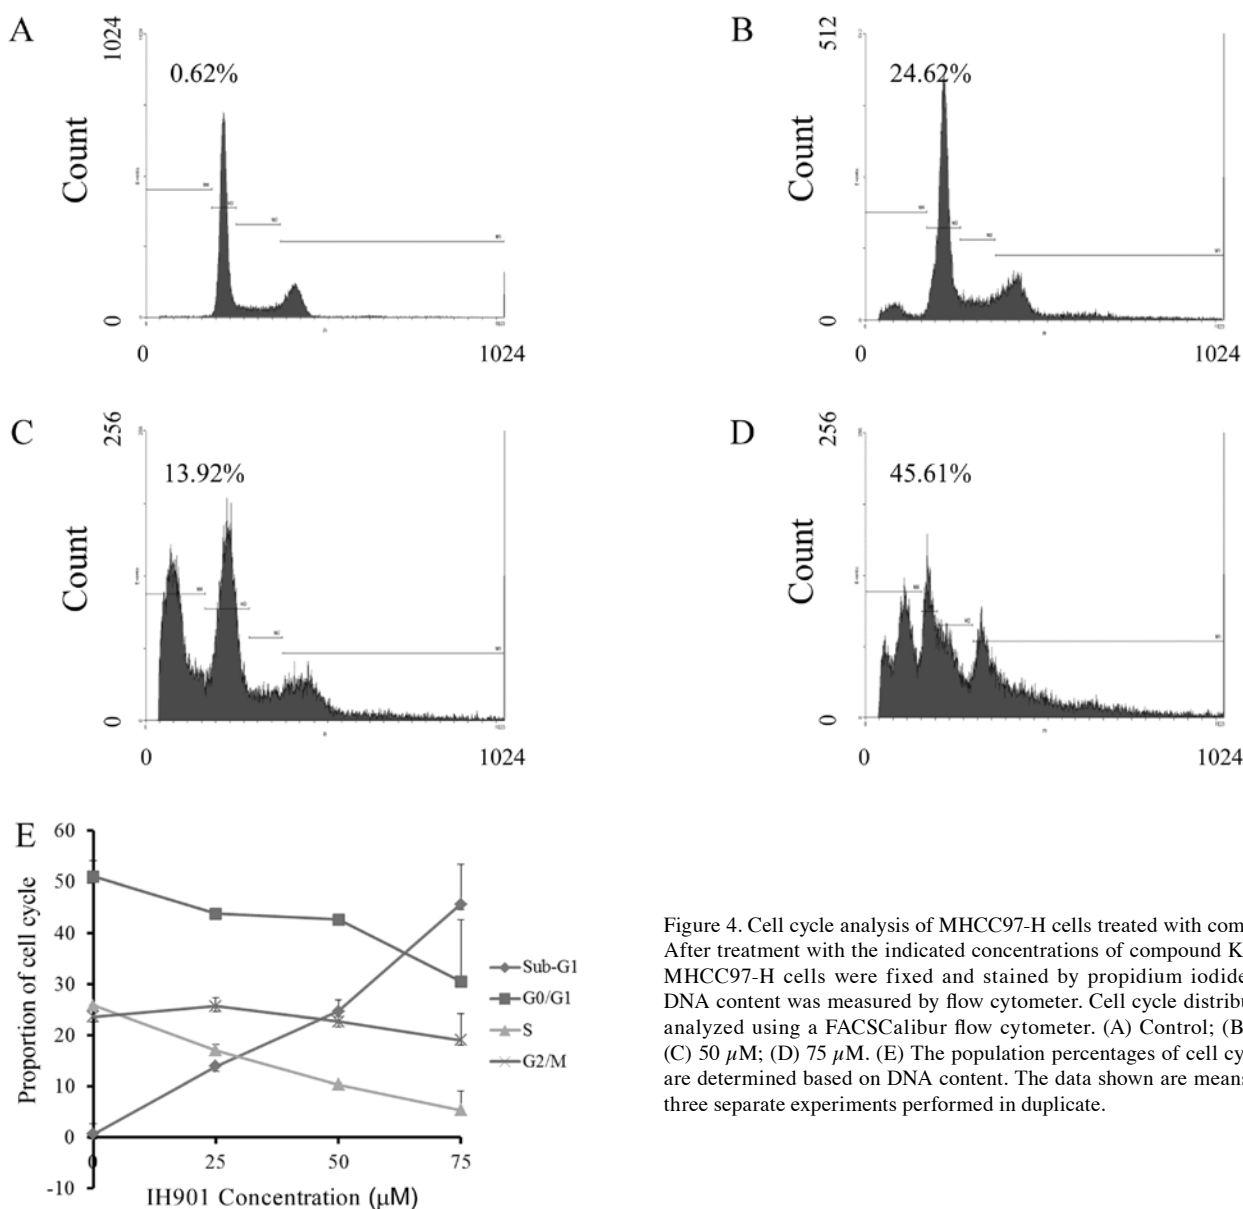 A
1024
0.62%
Count
0
0
1024
B
512
24.62%
Count
0
0
1024
C
256
13.92%
Count
0
0
1024
D
256
45.61%
Count
0
0
1024
E
60
50
40
30
20
10
0
-10
Proportion of cell cycle
0 25 50 75
IH901 Concentration (µM)
Sub-G1
G0/G1
S
G2/M
Figure 4. Cell cycle analysis of MHCC97-H cells treated with com
After treatment with the indicated concentrations of compound K
MHCC97-H cells were fixed and stained by propidium iodide
DNA content was measured by flow cytometer. Cell cycle distribu
analyzed using a FACSCalibur flow cytometer. (A) Control; (B
(C) 50 µM; (D) 75 µM. (E) The population percentages of cell cy
are determined based on DNA content. The data shown are means
three separate experiments performed in duplicate.